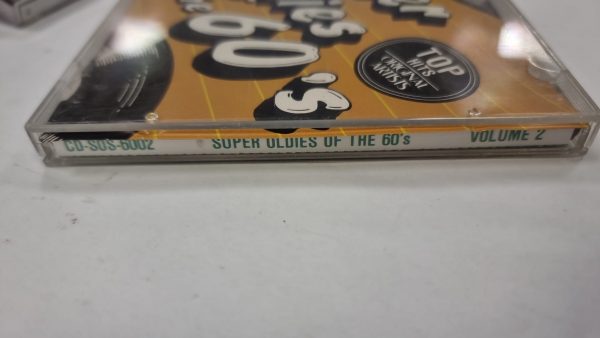 60's
TOP
HITS
ORIGINAL
ARTISTS
CD-SOS-6002 SUPER OLDIES OF THE 60's VOLUME 2